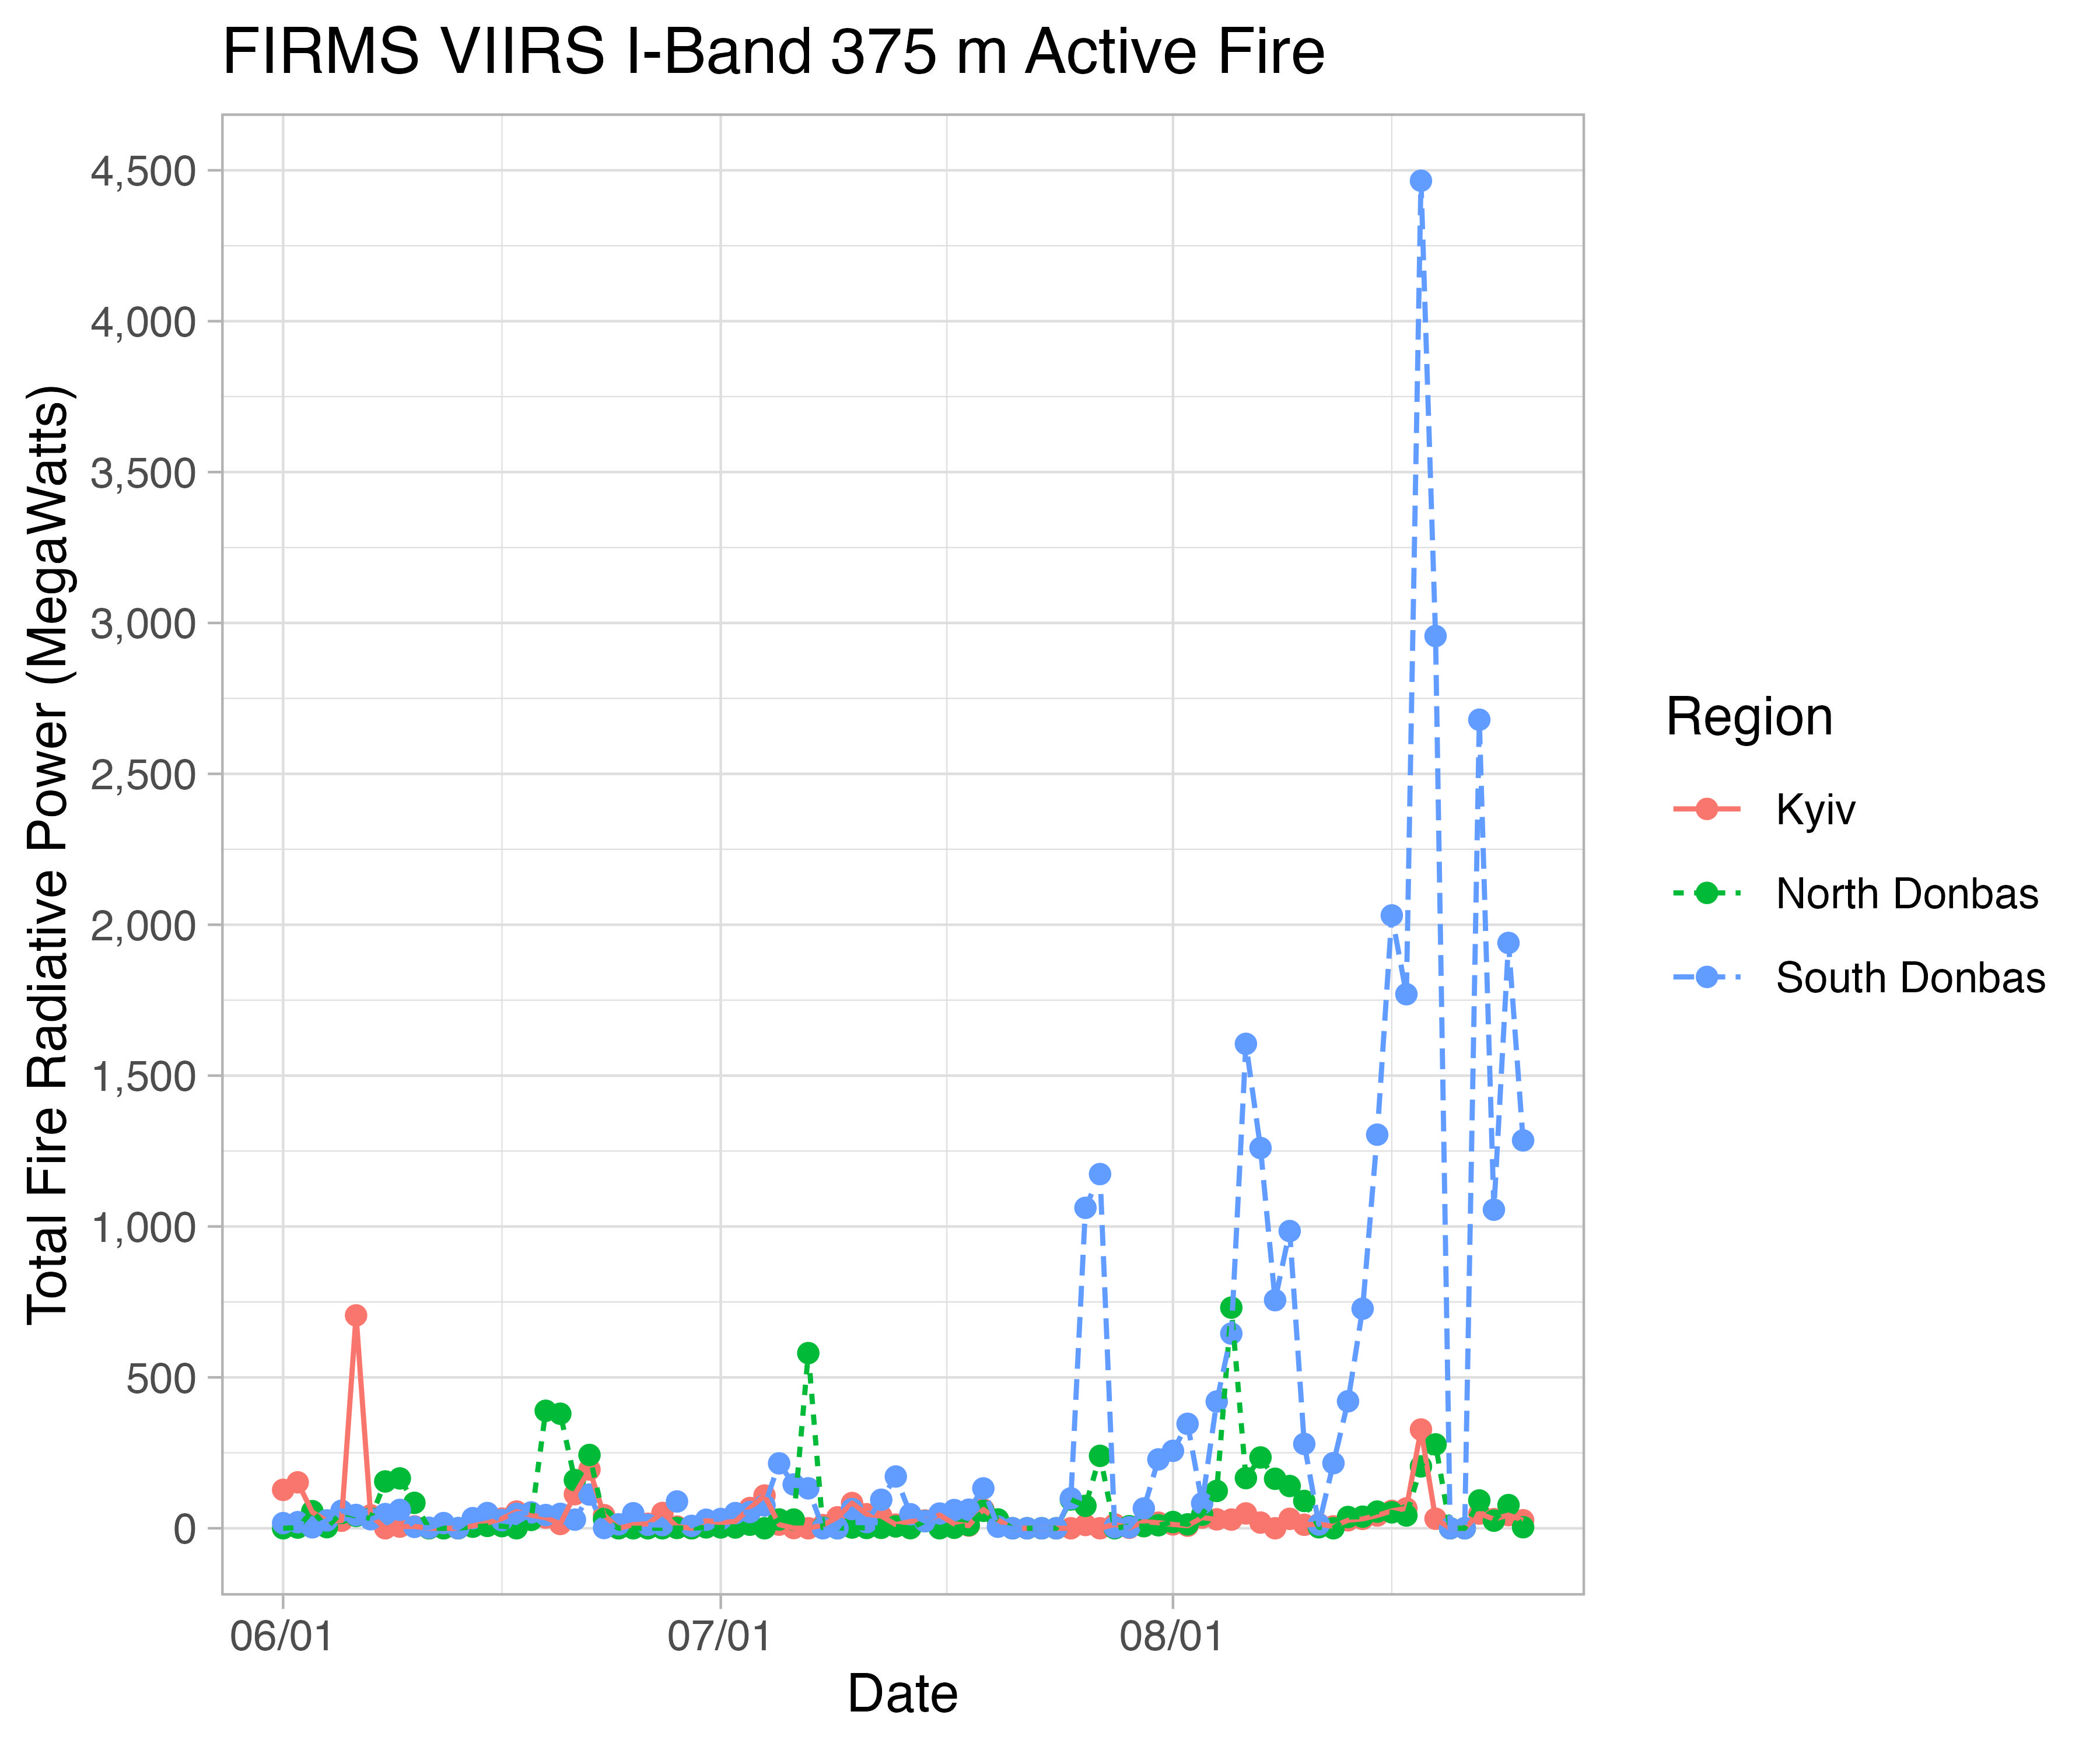 FIRMS VIIRS I-Band 375 m Active Fire
Total Fire Radiative Power (MegaWatts)
4,500
4,000
3,500
3,000
2,500
2,000
1,500
1,000
500
0
06/01
07/01
08/01
Date
Region
Kyiv
North Donbas
South Donbas